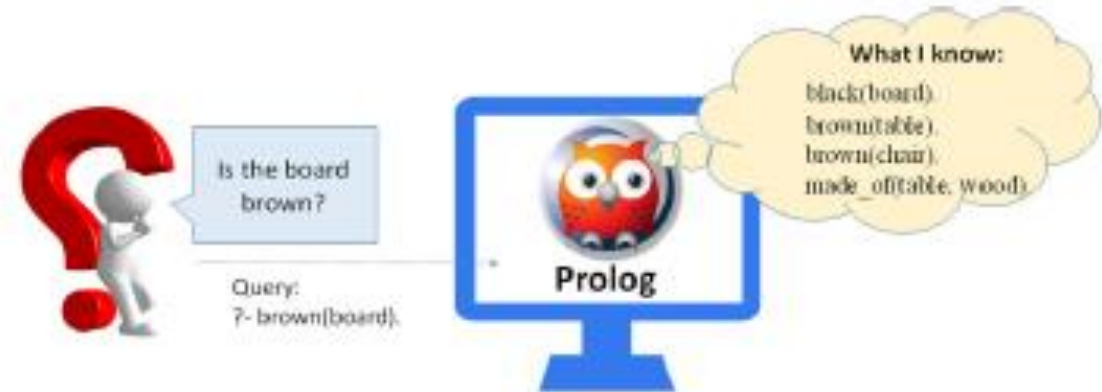 Is the board
brown?
Query:
?- brown(board).
Prolog
What I know:
black(board).
brown(table).
brown(chair).
made_of(table, wood)